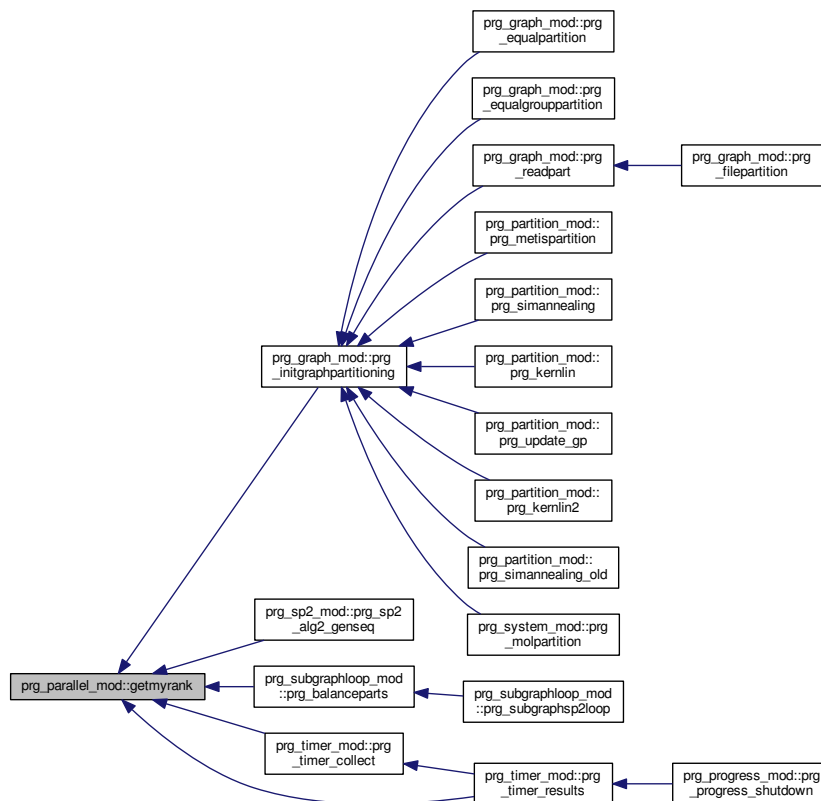 prg_graph_mod::prg
_equalpartition
prg_graph_mod::prg
_equalgrouppartition
prg_graph_mod::prg
_readpart
prg_graph_mod::prg
_filepartition
prg_partition_mod::
prg_metispartition
prg_partition_mod::
prg_simannealing
prg_graph_mod::prg
_initgraphpartitioning
prg_partition_mod::
prg_kernlin
prg_partition_mod::
prg_update_gp
prg_partition_mod::
prg_kernlin2
prg_partition_mod::
prg_simannealing_old
prg_system_mod::prg
_molpartition
prg_sp2_mod::prg_sp2
_alg2_genseq
prg_parallel_mod::getmyrank
prg_subgraphloop_mod
::prg_balanceparts
prg_subgraphloop_mod
::prg_subgraphsp2loop
prg_timer_mod::prg
_timer_collect
prg_timer_mod::prg
_timer_results
prg_progress_mod::prg
_progress_shutdown